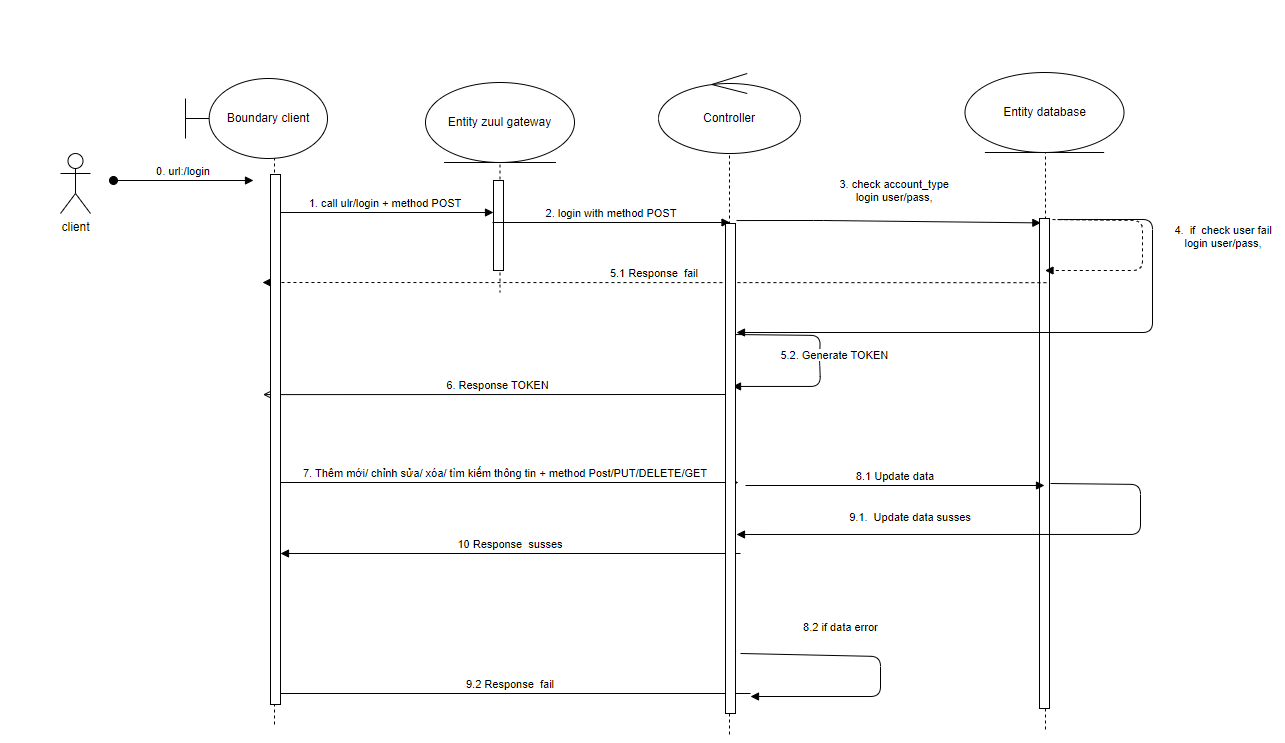 Boundary client
Entity zuul gateway
Controller
Entity database
client
0. url:/login
1. call ulr/login + method POST
2. login with method POST
3. check account_type
login user/pass,
4.  if  check user fail
login user/pass,
5.1 Response  fail
5.2. Generate TOKEN
6. Response TOKEN
7. Thêm mới/ chỉnh sửa/ xóa/ tìm kiếm thông tin + method Post/PUT/DELETE/GET
8.1 Update data
9.1.  Update data susses
10 Response  susses
8.2 if data error
9.2 Response  fail